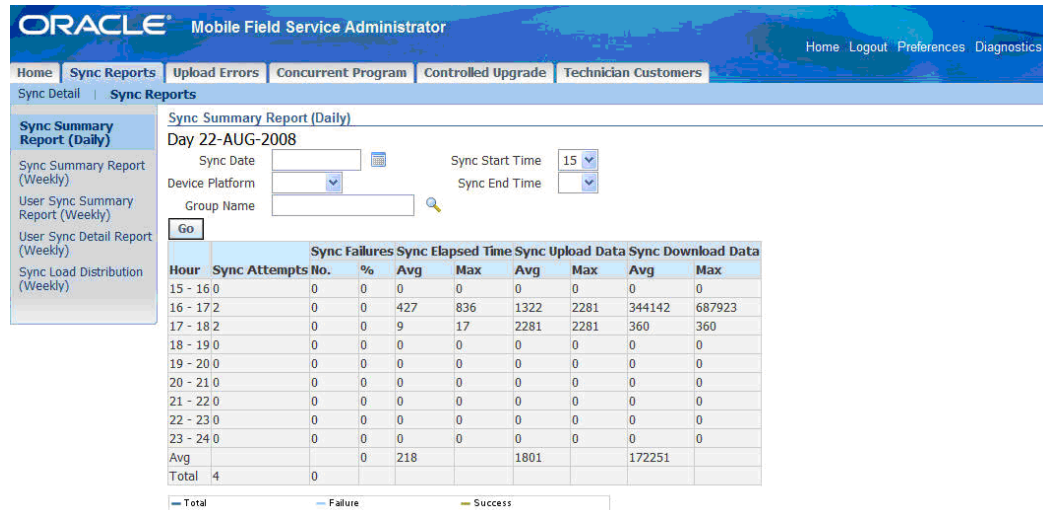 ORACLE® Mobile Field Service Administrator
Home Logout Preferences Diagnostics
Home Sync Reports Upload Errors Concurrent Program Controlled Upgrade Technician Customers
Sync Detail | Sync Reports
Sync Summary Report (Daily)
Sync Summary Report (Weekly)
User Sync Summary Report (Weekly)
User Sync Detail Report (Weekly)
Sync Load Distribution (Weekly)
Sync Summary Report (Daily)
Day 22-AUG-2008
Sync Date Sync Start Time 15
Device Platform Sync End Time
Group Name
Go
Sync Failures Sync Elapsed Time Sync Upload Data Sync Download Data
Hour Sync Attempts No. % Avg Max Avg Max Avg Max
15 - 16 0 0 0 0 0 0 0 0 0
16 - 17 2 0 0 427 836 1322 2281 344142 687923
17 - 18 2 0 0 9 17 2281 2281 360 360
18 - 19 0 0 0 0 0 0 0 0 0
19 - 20 0 0 0 0 0 0 0 0 0
20 - 21 0 0 0 0 0 0 0 0 0
21 - 22 0 0 0 0 0 0 0 0 0
22 - 23 0 0 0 0 0 0 0 0 0
23 - 24 0 0 0 0 0 0 0 0 0
Avg 0 218 1801 172251
Total 4 0
Total Failure Success